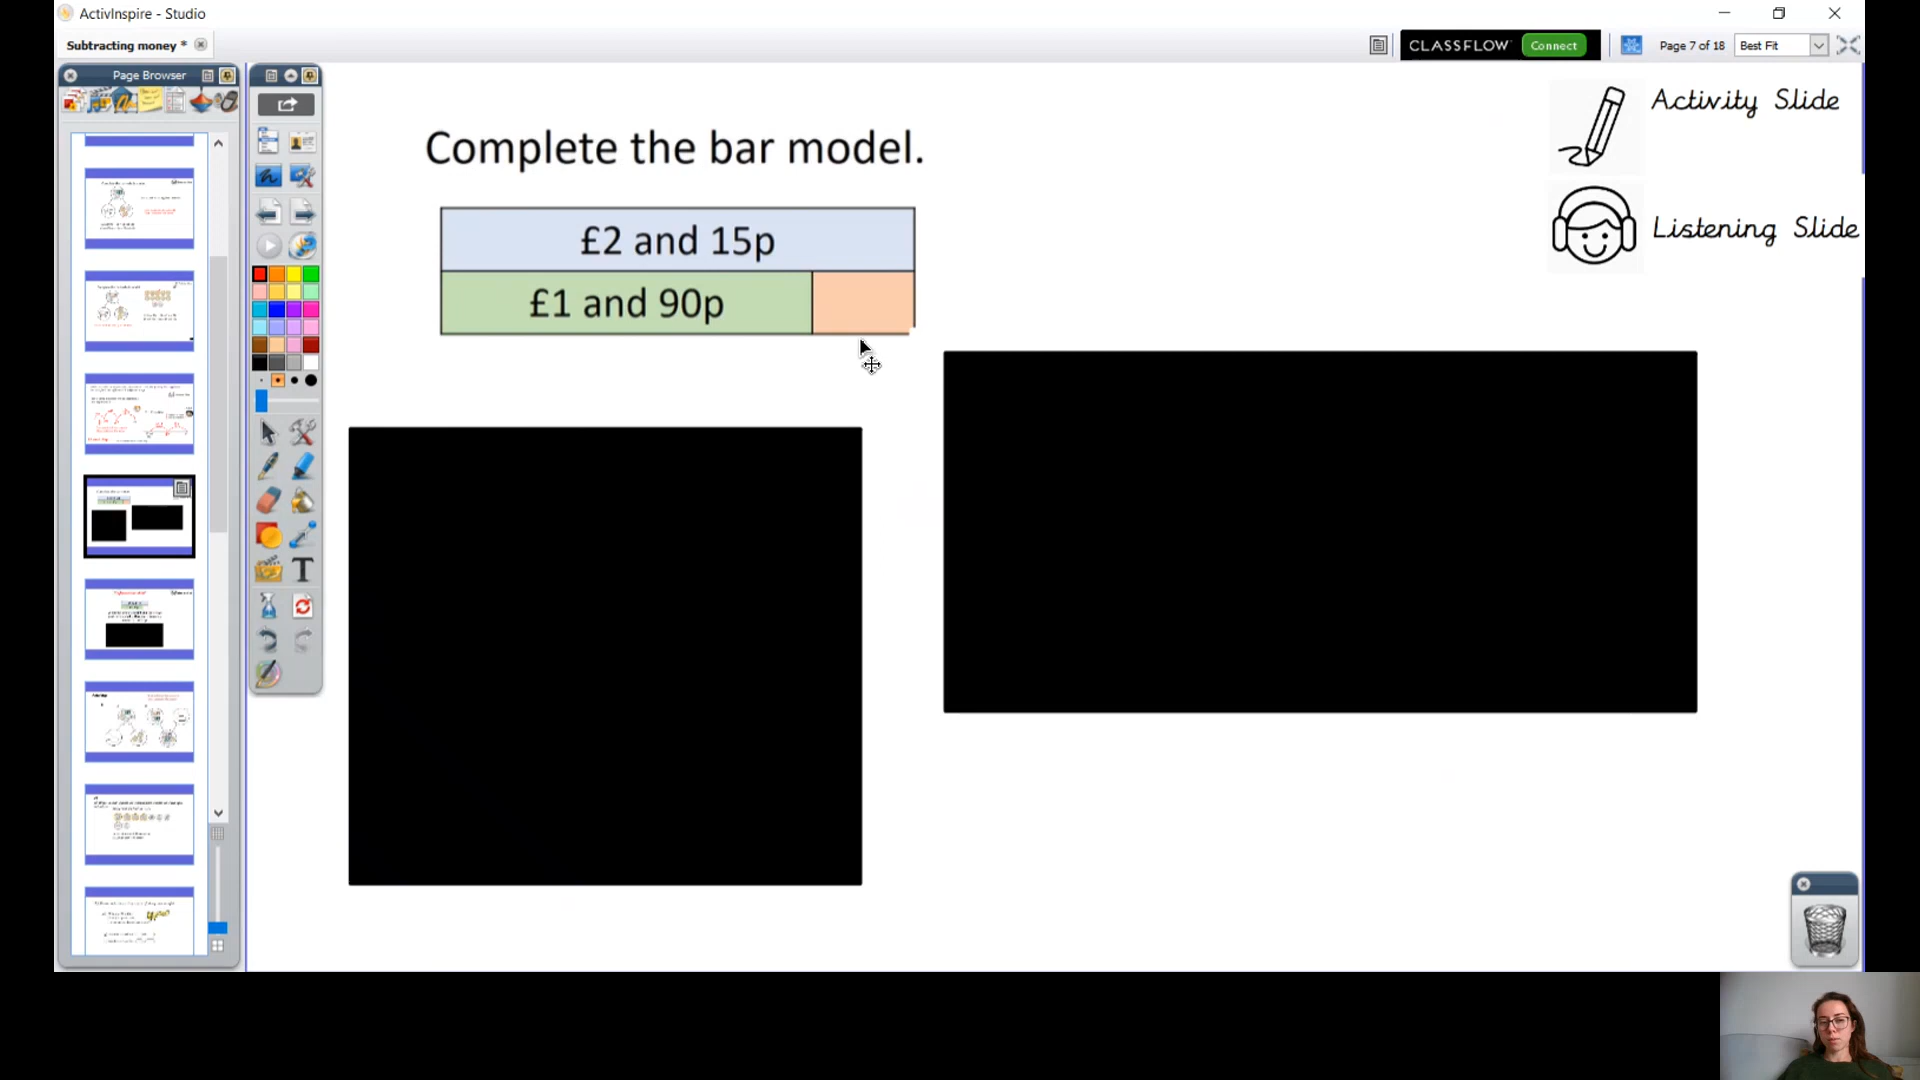 ActivInspire - Studio
Subtracting money *
CLASSFLOW Connect
Page 7 of 18
Best Fit
Page Browser
Activity Slide
Complete the bar model.
Listening Slide
£2 and 15p
£1 and 90p
T